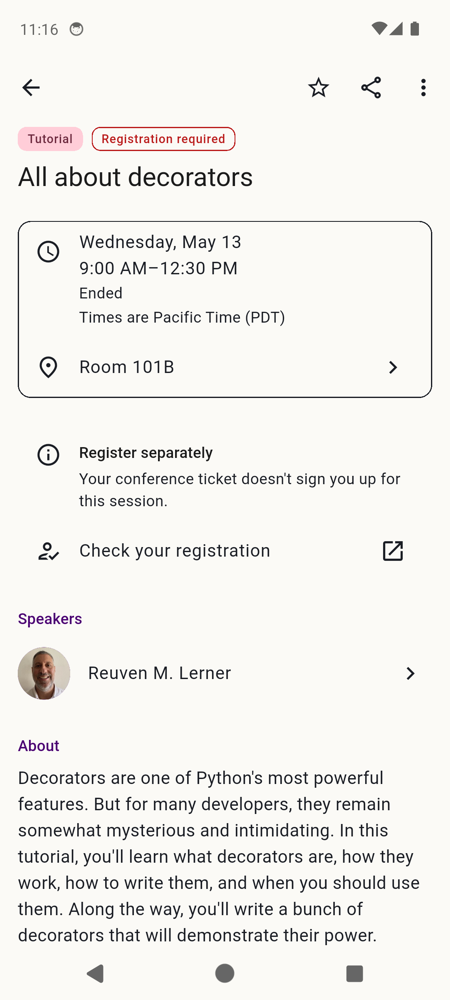 11:16
Tutorial
Registration required
All about decorators
Wednesday, May 13
9:00 AM–12:30 PM
Ended
Times are Pacific Time (PDT)
Room 101B
Register separately
Your conference ticket doesn't sign you up for
this session.
Check your registration
Speakers
Reuven M. Lerner
About
Decorators are one of Python's most powerful
features. But for many developers, they remain
somewhat mysterious and intimidating. In this
tutorial, you'll learn what decorators are, how they
work, how to write them, and when you should use
them. Along the way, you'll write a bunch of
decorators that will demonstrate their power.